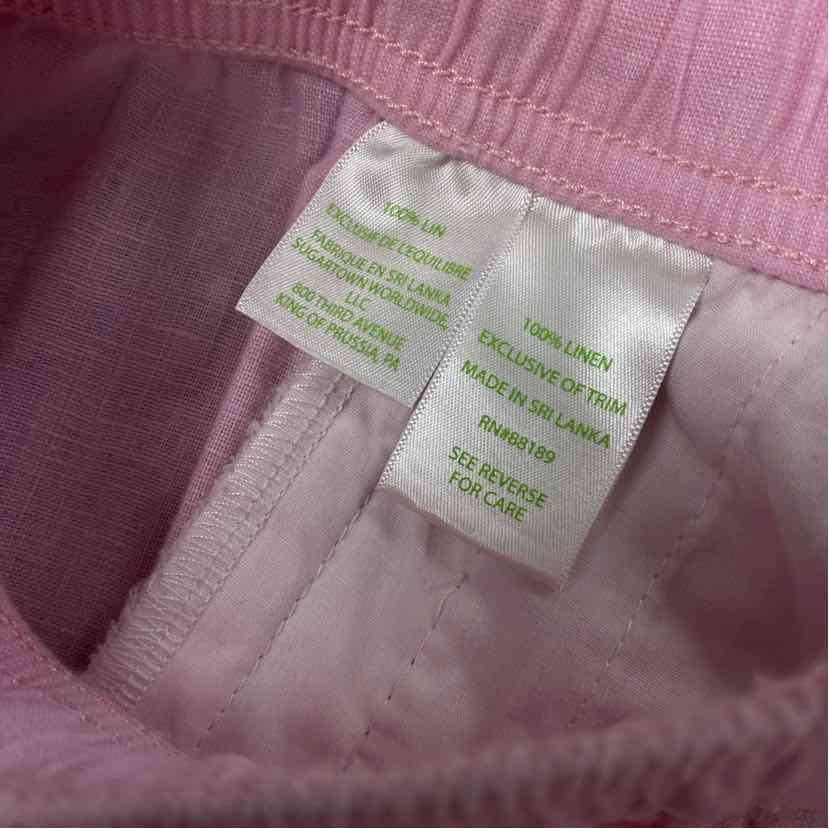 100% LIN
EXCLUSIF DE L'EQUILIBRE
FABRIQUE EN SRI LANKA
SUGARTOWN WORLDWIDE,
LLC
800 THIRD AVENUE
KING OF PRUSSIA, PA
100% LINEN
EXCLUSIVE OF TRIM
MADE IN SRI LANKA
RN#88189
SEE REVERSE
FOR CARE